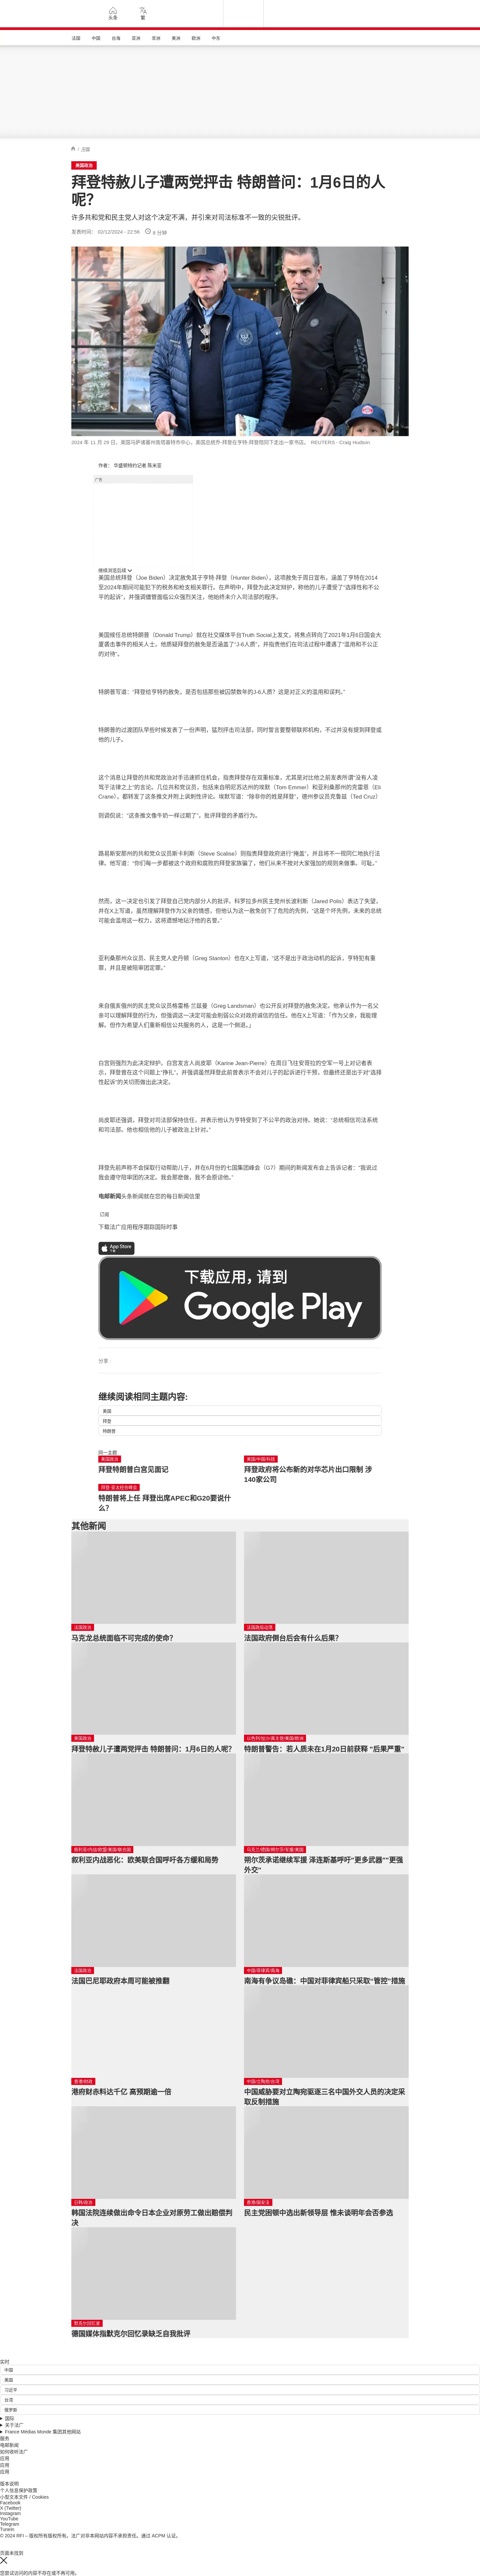 头条
繁
法国
中国
台海
亚洲
非洲
美洲
欧洲
中东
/ 法国
美国政治
拜登特赦儿子遭两党抨击 特朗普问：1月6日的人
呢？
许多共和党和民主党人对这个决定不满，并引来对司法标准不一致的尖锐批评。
发表时间： 02/12/2024 - 22:56
8 分钟
2024 年 11 月 29 日，美国马萨诸塞州南塔基特市中心，美国总统乔·拜登在亨特·拜登陪同下走出一家书店。 REUTERS - Craig Hudson
作者： 华盛顿特约记者 陈米亚
广告
继续浏览后续
美国总统拜登（Joe Biden）决定赦免其子亨特·拜登（Hunter Biden），这项赦免于周日宣布，涵盖了亨特在2014
至2024年期间可能犯下的税务和枪支相关罪行。在声明中，拜登为此决定辩护，称他的儿子遭受了“选择性和不公
平的起诉”，并强调儘管面临公众强烈关注，他始终未介入司法部的程序。
美国候任总统特朗普（Donald Trump）就在社交媒体平台Truth Social上发文，将焦点转向了2021年1月6日国会大
厦袭击事件的相关人士。他质疑拜登的赦免是否涵盖了“J-6人质”，并指责他们在司法过程中遭遇了“滥用和不公正
的对待”。
特朗普写道：“拜登给亨特的赦免，是否包括那些被囚禁数年的J-6人质？这是对正义的滥用和误判。”
特朗普的过渡团队早些时候发表了一份声明，猛烈抨击司法部，同时誓言要整顿联邦机构，不过并没有提到拜登或
他的儿子。
这个消息让拜登的共和党政治对手迅速抓住机会，指责拜登存在双重标准，尤其是对比他之前发表所谓“没有人凌
驾于法律之上”的言论。几位共和党议员，包括来自明尼苏达州的埃默（Tom Emmer）和亚利桑那州的克雷恩（Eli
Crane），都转发了这条推文并附上讽刺性评论。埃默写道：“除非你的姓是拜登”，德州参议员克鲁兹（Ted Cruz）
则调侃说：“这条推文像牛奶一样过期了”，批评拜登的矛盾行为。
路易斯安那州的共和党众议员斯卡利斯（Steve Scalise）则指责拜登政府进行“掩盖”，并且将不一视同仁地执行法
律。他写道：“你们每一步都被这个政府和腐败的拜登家族骗了，他们从来不按对大家强加的规则来做事。可耻。”
然而，这一决定也引发了拜登自己党内部分人的批评。科罗拉多州民主党州长波利斯（Jared Polis）表达了失望，
并在X上写道，虽然理解拜登作为父亲的情感，但他认为这一赦免创下了危险的先例，“这是个坏先例，未来的总统
可能会滥用这一权力，这将遗憾地玷汙他的名誉。”
亚利桑那州众议员、民主党人史丹顿（Greg Stanton）也在X上写道，“这不是出于政治动机的起诉，亨特犯有重
罪，并且是被陪审团定罪。”
来自俄亥俄州的民主党众议员格雷格·兰兹曼（Greg Landsman）也公开反对拜登的赦免决定。他承认作为一名父
亲可以理解拜登的行为，但强调这一决定可能会削弱公众对政府诚信的信任。他在X上写道:「作为父亲，我能理
解。但作为希望人们重新相信公共服务的人，这是一个倒退。」
白宫则强烈为此决定辩护。白宫发言人尚皮耶（Karine Jean-Pierre）在周日飞往安哥拉的空军一号上对记者表
示，拜登曾在这个问题上“挣扎”，并强调虽然拜登此前曾表示不会对儿子的起诉进行干预，但最终还是出于对“选择
性起诉”的关切而做出此决定。
尚皮耶还强调，拜登对司法部保持信任，并表示他认为亨特受到了不公平的政治对待。她说：“总统相信司法系统
和司法部。他也相信他的儿子被政治上针对。”
拜登先前声称不会採取行动帮助儿子，并在6月份的七国集团峰会（G7）期间的新闻发布会上告诉记者：“我说过
我会遵守陪审团的决定。我会那麽做，我不会原谅他。”
电邮新闻头条新闻就在您的每日新闻信里
订阅
下载法广应用程序跟踪国际时事
App Store
下载
下载应用，请到
Google Play
分享 :
继续阅读相同主题内容:
美国
拜登
特朗普
同一主题
美国政治
拜登特朗普白宫见面记
美国/中国/科技
拜登政府将公布新的对华芯片出口限制 涉
140家公司
拜登-亚太经合峰会
特朗普将上任 拜登出席APEC和G20要说什
么？
其他新闻
法国政治
马克龙总统面临不可完成的使命？
法国政局边情
法国政府倒台后会有什么后果？
美国政治
拜登特赦儿子遭两党抨击 特朗普问：1月6日的人呢？
特朗普警告：若人质未在1月20日前获释 "后果严重"
叙利亚内战恶化：欧美联合国呼吁各方缓和局势
朔尔茨承诺继续军援 泽连斯基呼吁"更多武器""更强
外交"
法国政治
法国巴尼耶政府本周可能被推翻
中国/菲律宾/南海
南海有争议岛礁：中国对菲律宾船只采取“管控”措施
香港/财政
港府财赤料达千亿 高预期逾一倍
中国/立陶宛/台湾
中国威胁要对立陶宛驱逐三名中国外交人员的决定采
取反制措施
日韩/政治
韩国法院连续做出命令日本企业对原劳工做出赔偿判
决
香港/国安法
民主党困顿中选出新领导层 惟未谈明年会否参选
默克尔回忆录
德国媒体指默克尔回忆录缺乏自我批评
实时
中国
美国
习近平
台湾
俄罗斯
国际
关于法广
France Médias Monde 集团其他网站
服务
电邮新闻
如何收听法广
应用
应用
应用
版本说明
个人信息保护政策
小型文本文件 / Cookies
Facebook
X (Twitter)
Instagram
YouTube
Telegram
TuneIn
© 2024 RFI – 版权所有版权所有。法广对非本网站内容不承担责任。通过 ACPM 认证。
页面未找到
您尝试访问的内容不存在或不再可用。